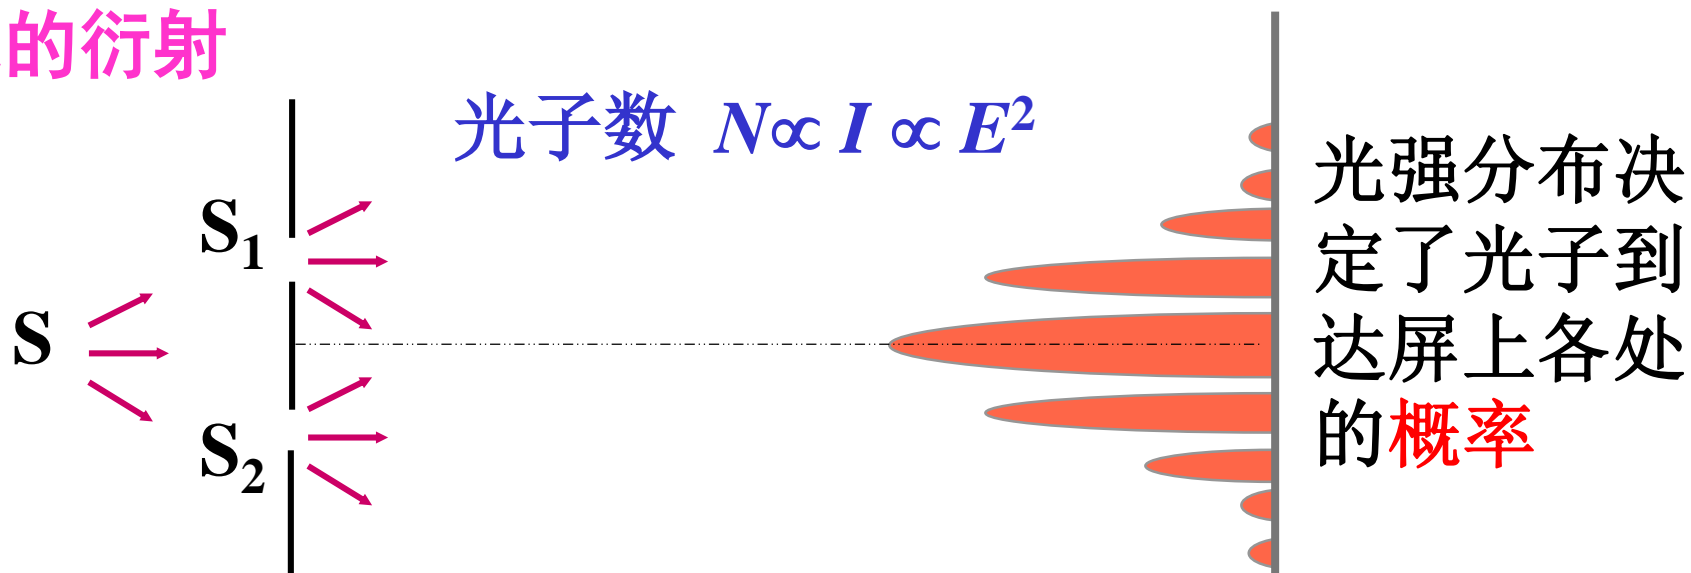 的衍射
光子数 N∝ I ∝ E²
S₁
S
S₂
光强分布决
定了光子到
达屏上各处
的概率